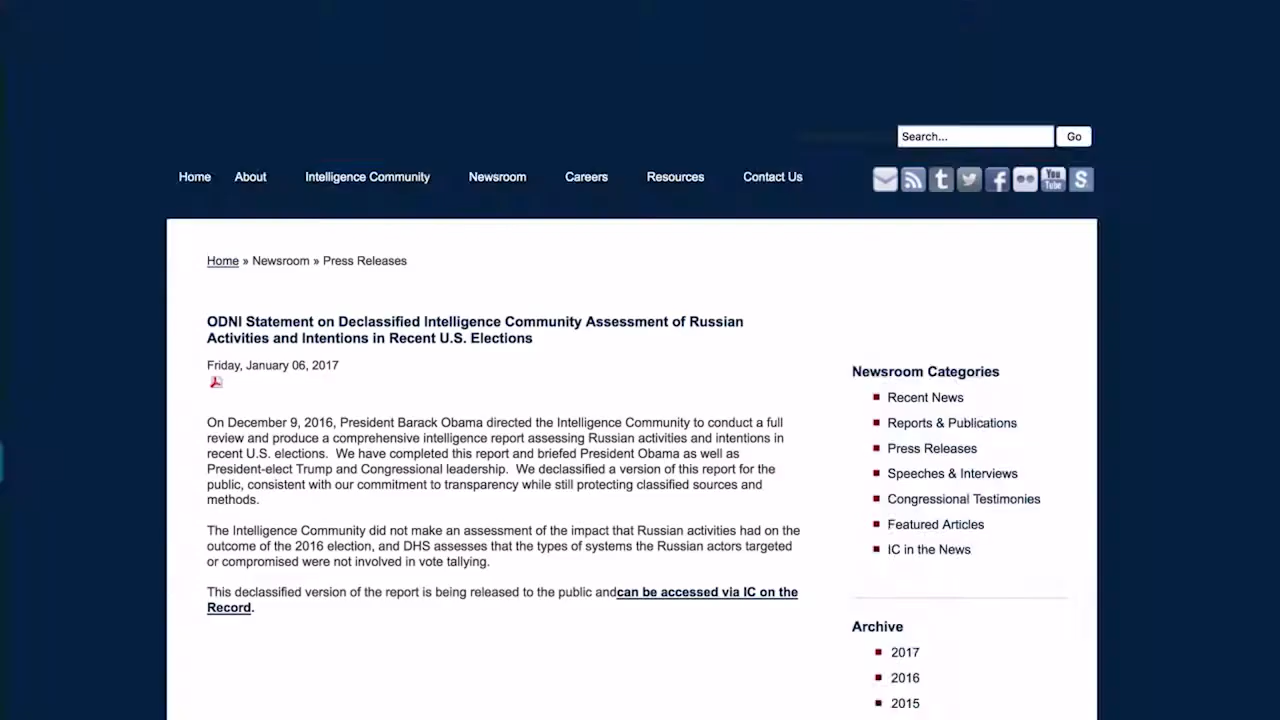 Search...
Go
Home
About
Intelligence Community
Newsroom
Careers
Resources
Contact Us
t
f
You
Tube
S
Home » Newsroom » Press Releases
ODNI Statement on Declassified Intelligence Community Assessment of Russian
Activities and Intentions in Recent U.S. Elections
Friday, January 06, 2017
On December 9, 2016, President Barack Obama directed the Intelligence Community to conduct a full
review and produce a comprehensive intelligence report assessing Russian activities and intentions in
recent U.S. elections.  We have completed this report and briefed President Obama as well as
President-elect Trump and Congressional leadership.  We declassified a version of this report for the
public, consistent with our commitment to transparency while still protecting classified sources and
methods.
The Intelligence Community did not make an assessment of the impact that Russian activities had on the
outcome of the 2016 election, and DHS assesses that the types of systems the Russian actors targeted
or compromised were not involved in vote tallying.
This declassified version of the report is being released to the public andcan be accessed via IC on the
Record.
Newsroom Categories
Recent News
Reports & Publications
Press Releases
Speeches & Interviews
Congressional Testimonies
Featured Articles
IC in the News
Archive
2017
2016
2015